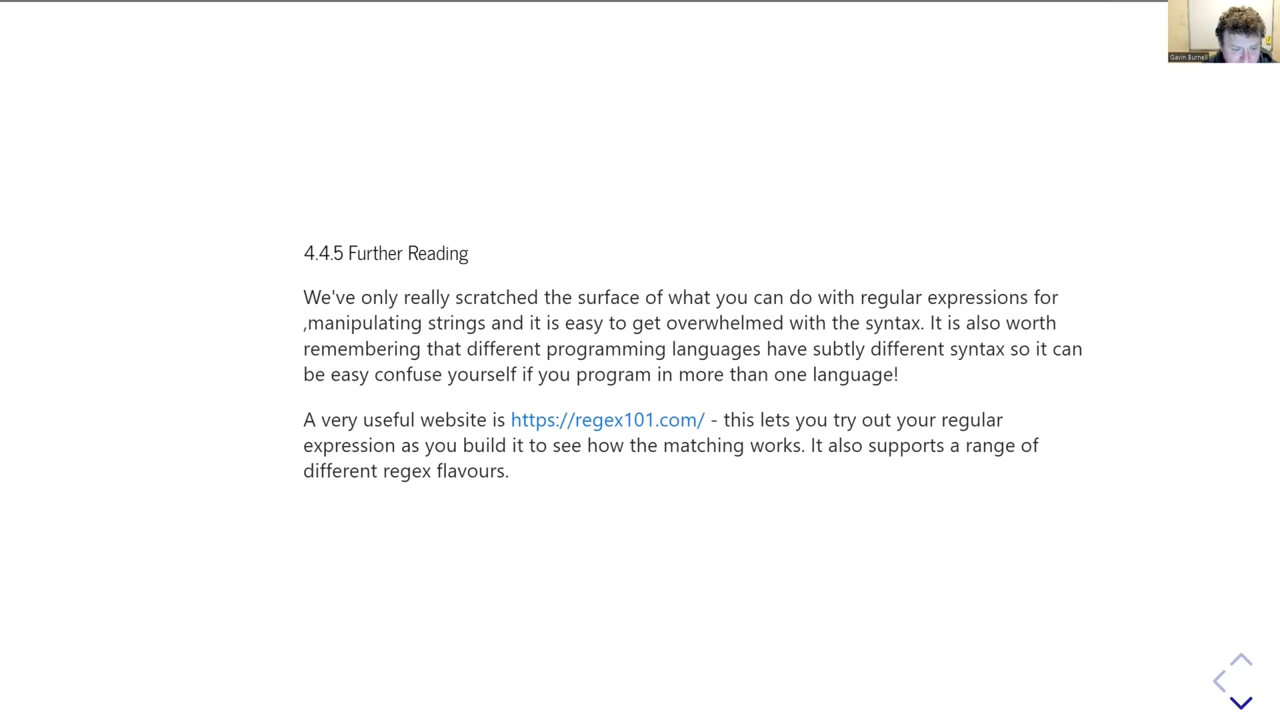 Gavin Burnell
4.4.5 Further Reading
We've only really scratched the surface of what you can do with regular expressions for
,manipulating strings and it is easy to get overwhelmed with the syntax. It is also worth
remembering that different programming languages have subtly different syntax so it can
be easy confuse yourself if you program in more than one language!
A very useful website is https://regex101.com/ - this lets you try out your regular
expression as you build it to see how the matching works. It also supports a range of
different regex flavours.